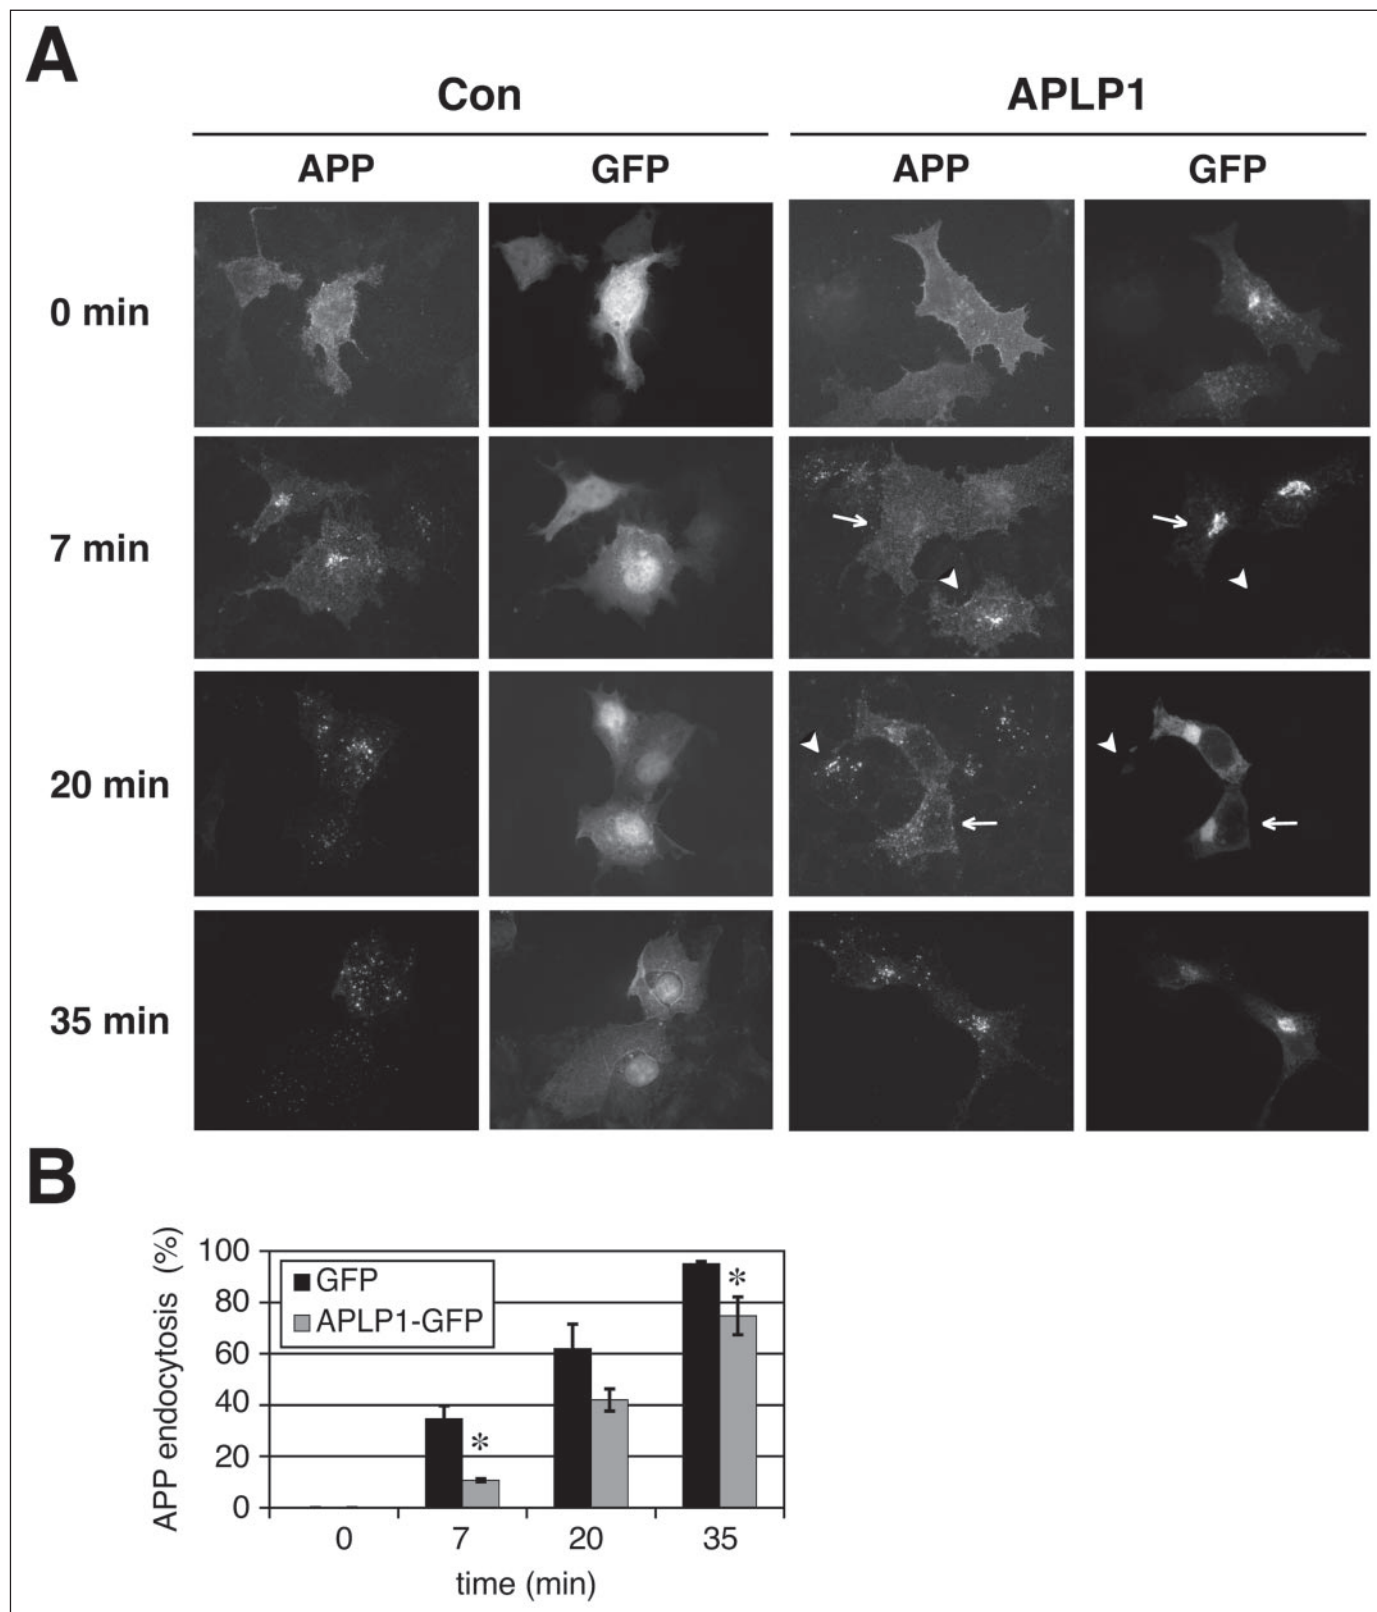 A
Con APLP1
APP GFP APP GFP
0 min
7 min
20 min
35 min
B
APP endocytosis (%)
100
80
60
40
20
0
GFP
APLP1-GFP
*
*
0 7 20 35
time (min)